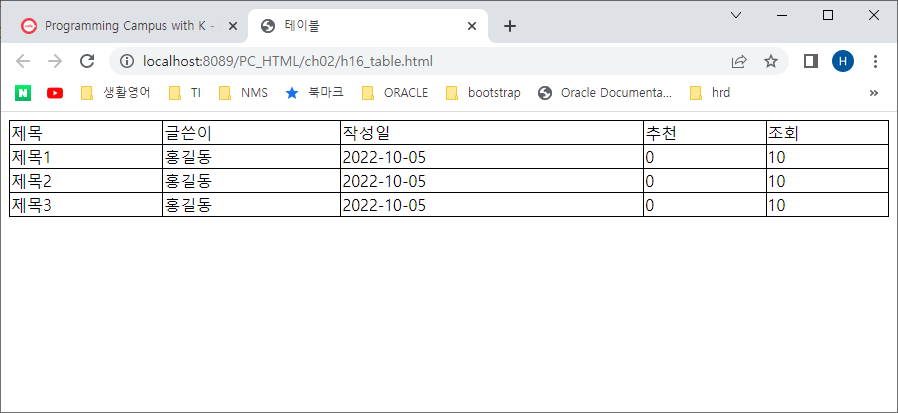 Programming Campus with K -
테이블
localhost:8089/PC_HTML/ch02/h16_table.html
H
N
생활영어
TI
NMS
북마크
ORACLE
bootstrap
Oracle Documenta...
hrd
»
제목 글쓴이 작성일 추천 조회
제목1 홍길동 2022-10-05 0 10
제목2 홍길동 2022-10-05 0 10
제목3 홍길동 2022-10-05 0 10